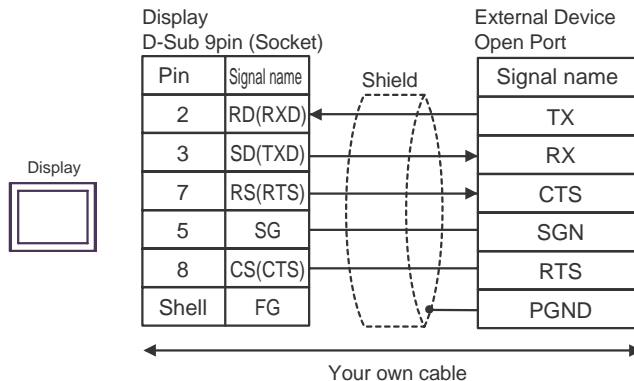 Display
D-Sub 9pin (Socket)
External Device
Open Port
Pin Signal name
Shield
Signal name
2 RD(RXD) TX
3 SD(TXD) RX
Display
7 RS(RTS) CTS
5 SG SGN
8 CS(CTS) RTS
Shell FG PGND
Your own cable